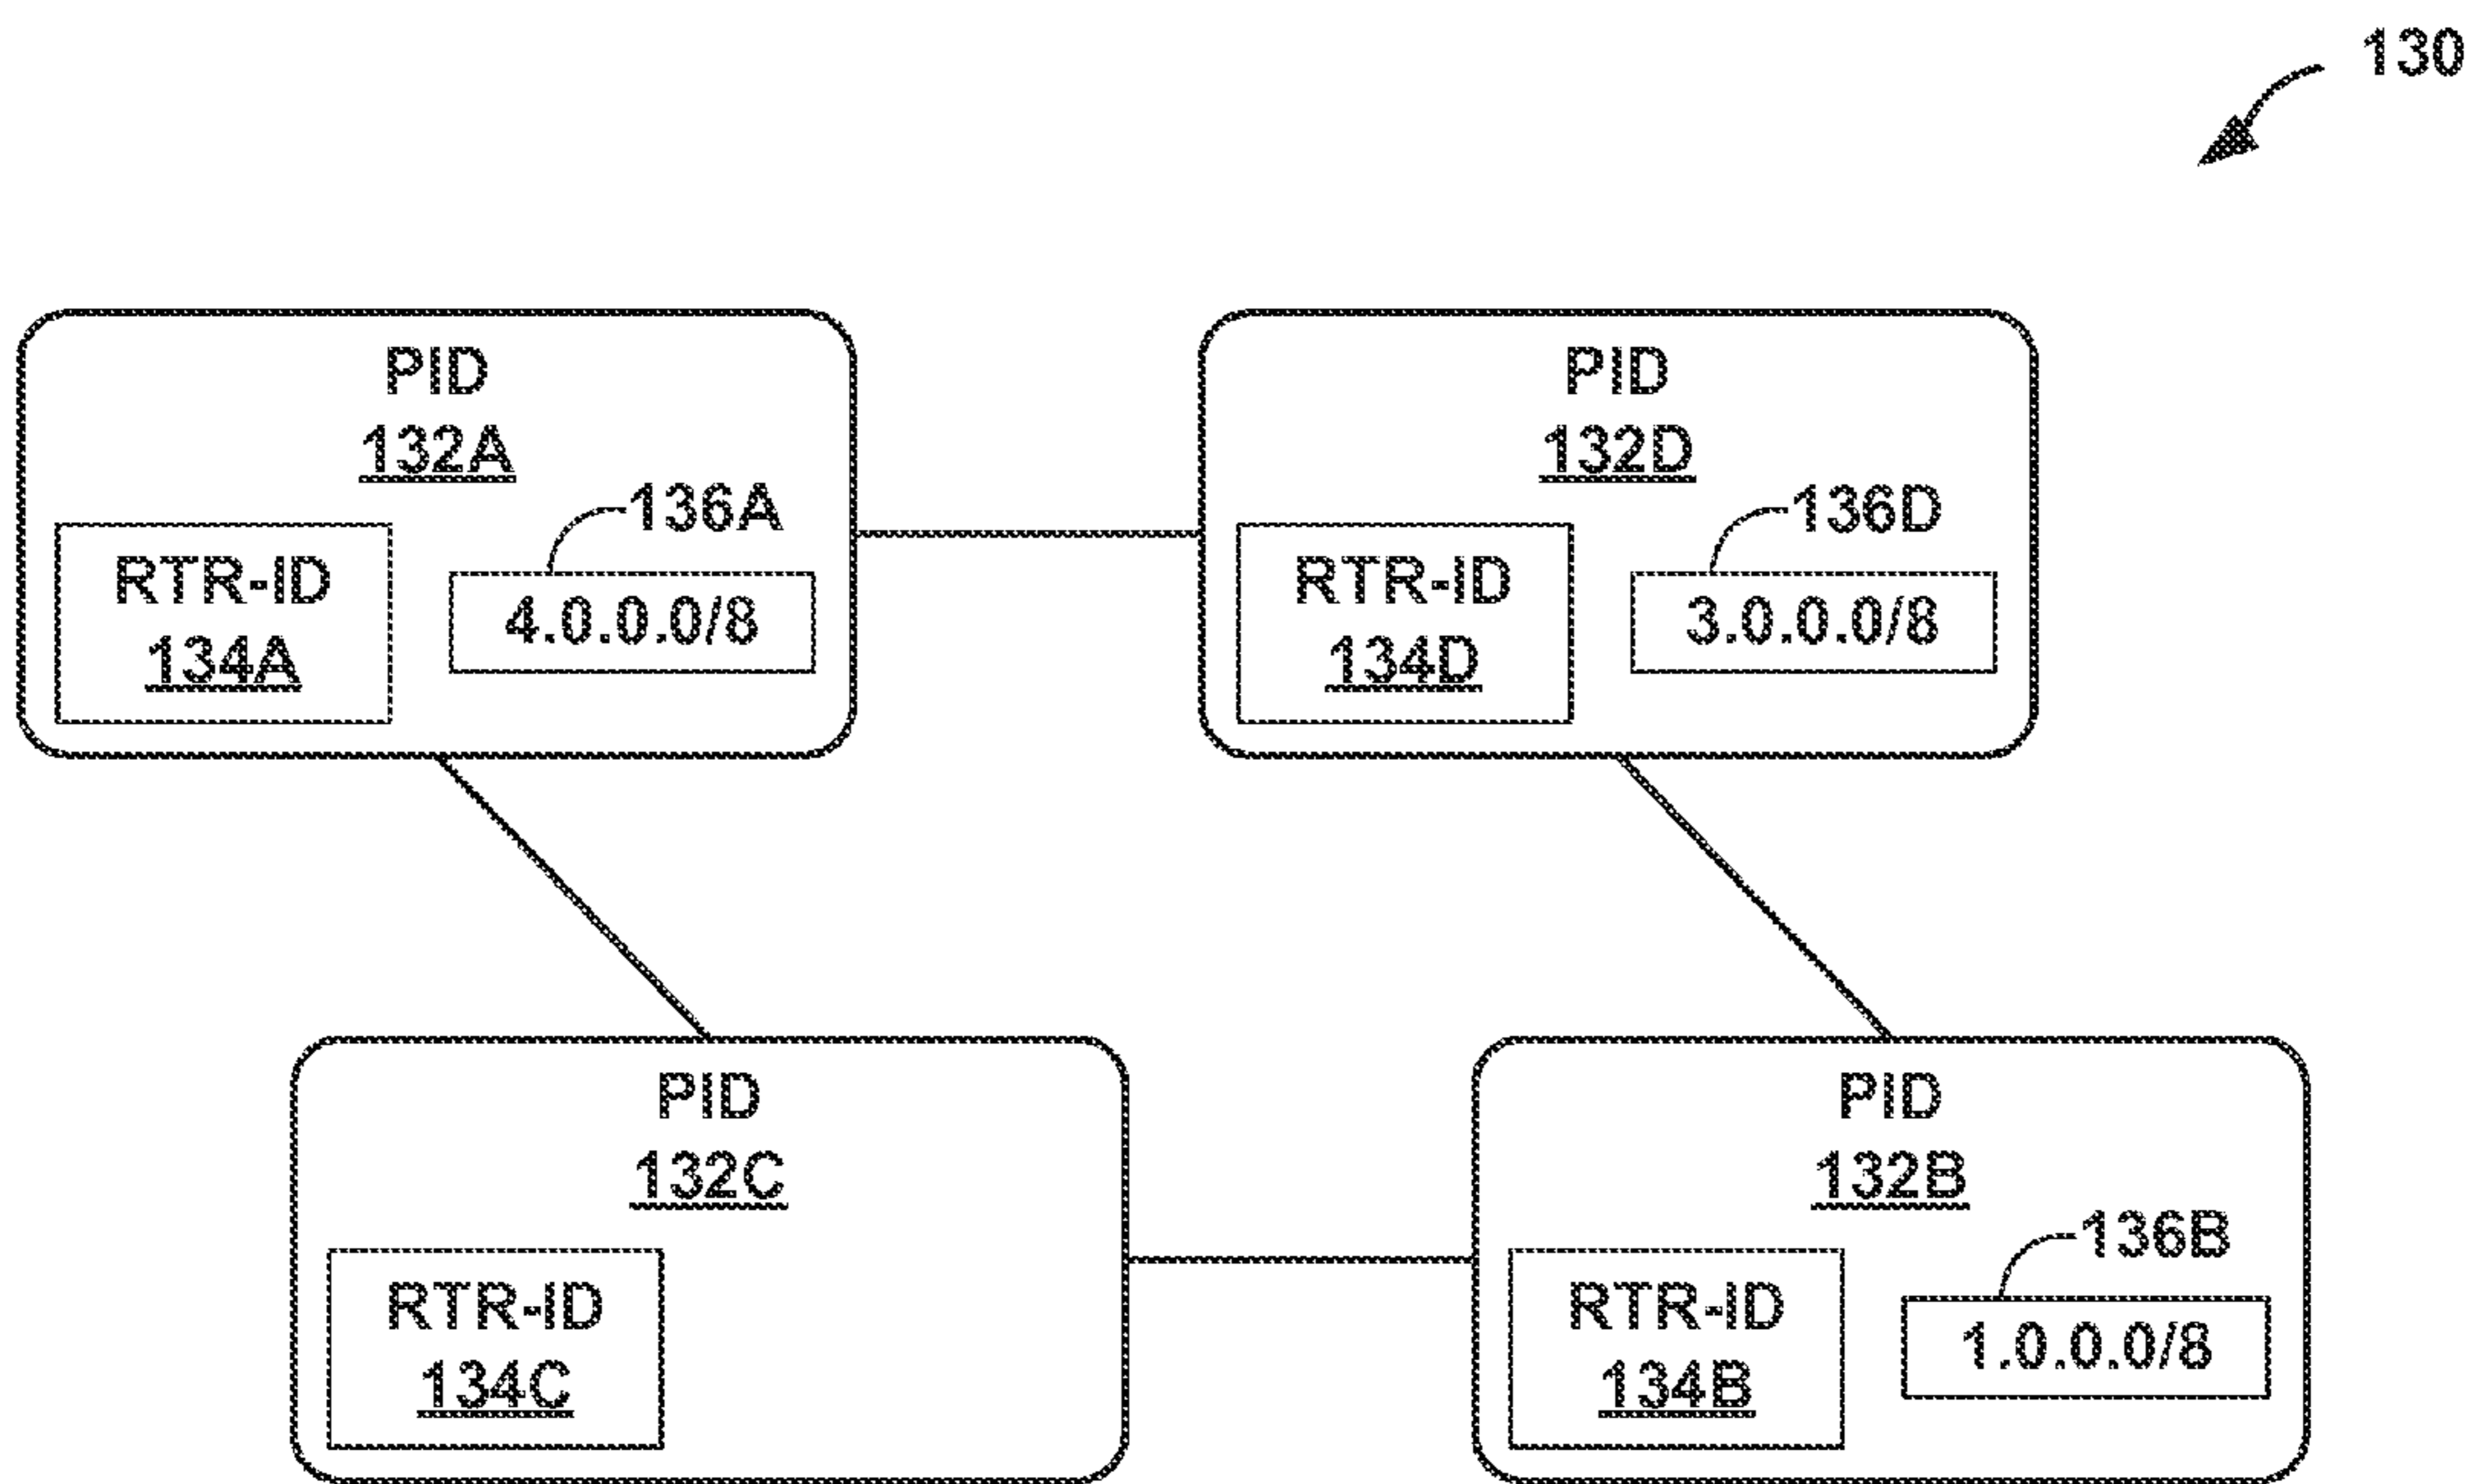 130
PID
132A
136A
RTR-ID
134A
4.0.0.0/8
PID
132D
136D
RTR-ID
134D
3.0.0.0/8
PID
132C
RTR-ID
134C
PID
132B
136B
RTR-ID
134B
1.0.0.0/8